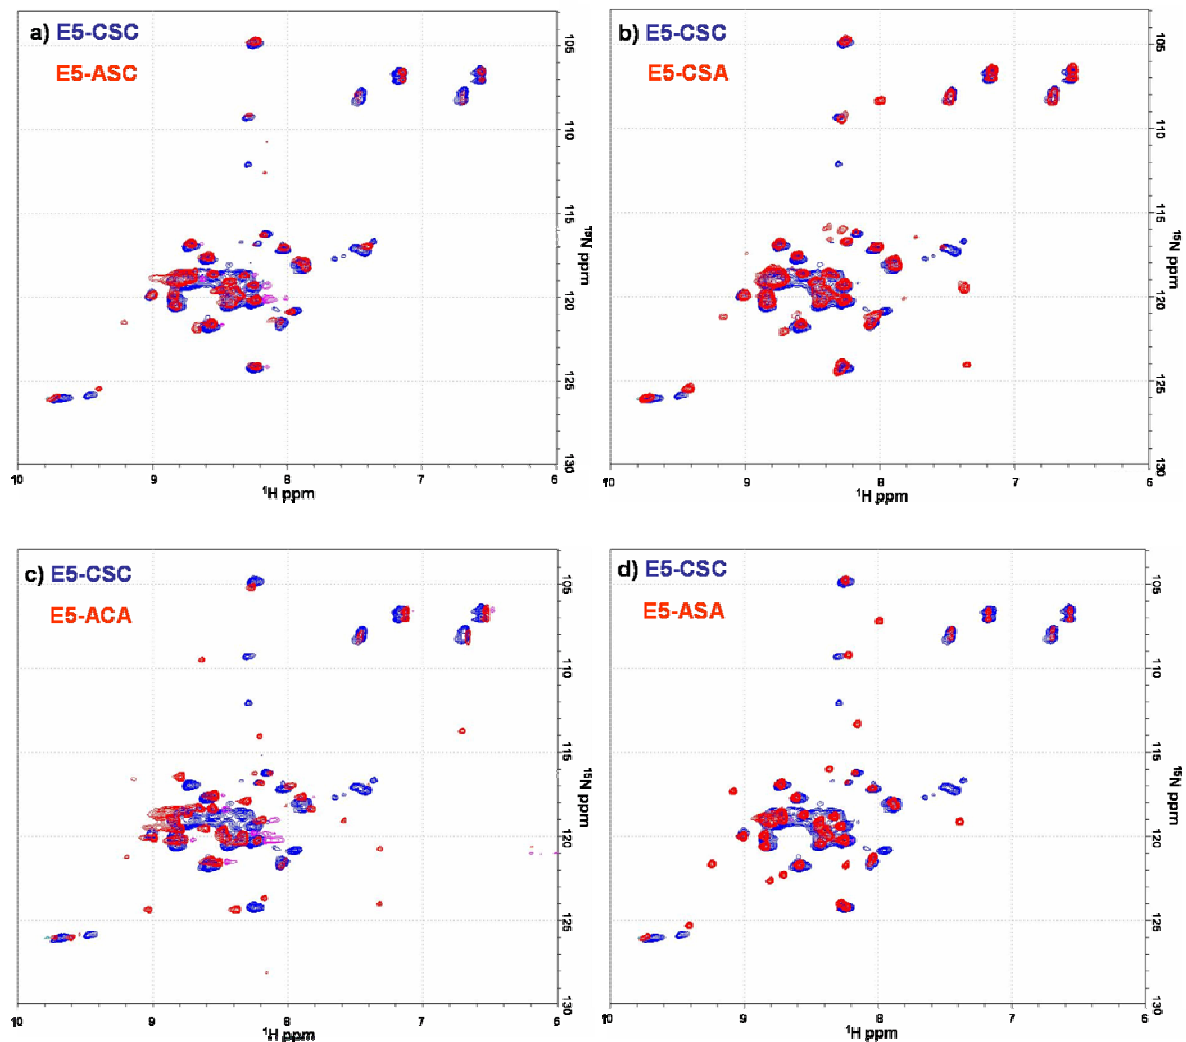 a) E5-CSC
E5-ASC
105
110
115
120
125
130
15N ppm
10 9 8 7 6
1H ppm
b) E5-CSC
E5-CSA
105
110
115
120
125
130
15N ppm
10 9 8 7 6
1H ppm
c) E5-CSC
E5-ACA
105
110
115
120
125
130
15N ppm
10 9 8 7 6
1H ppm
d) E5-CSC
E5-ASA
105
110
115
120
125
130
15N ppm
10 9 8 7 6
1H ppm